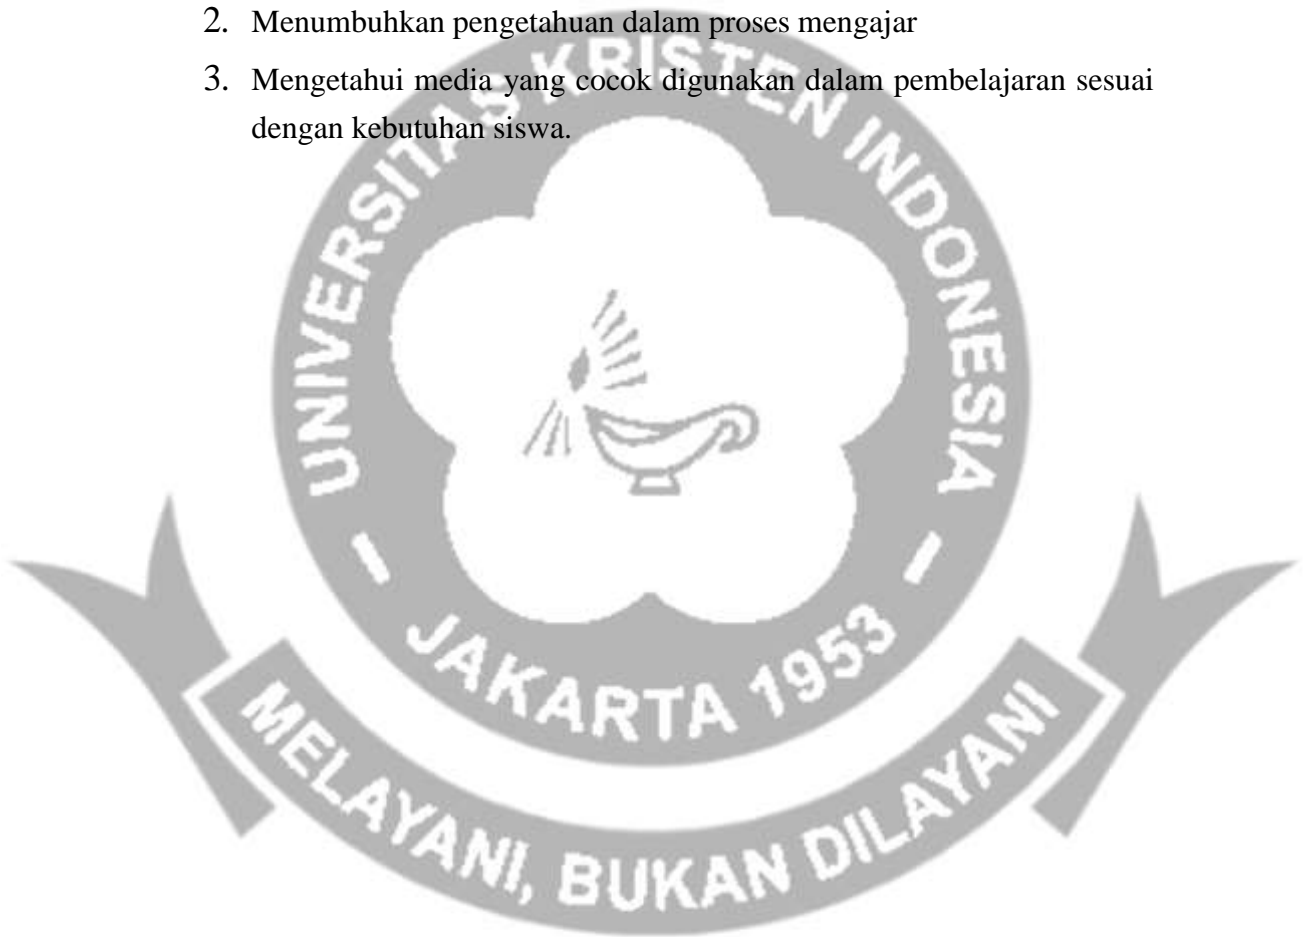 2. Menumbuhkan pengetahuan dalam proses mengajar
3. Mengetahui media yang cocok digunakan dalam pembelajaran sesuai
dengan kebutuhan siswa.
UNIVERSITAS KRISTEN INDONESIA
- JAKARTA 1953 -
MELAYANI, BUKAN DILAYANI